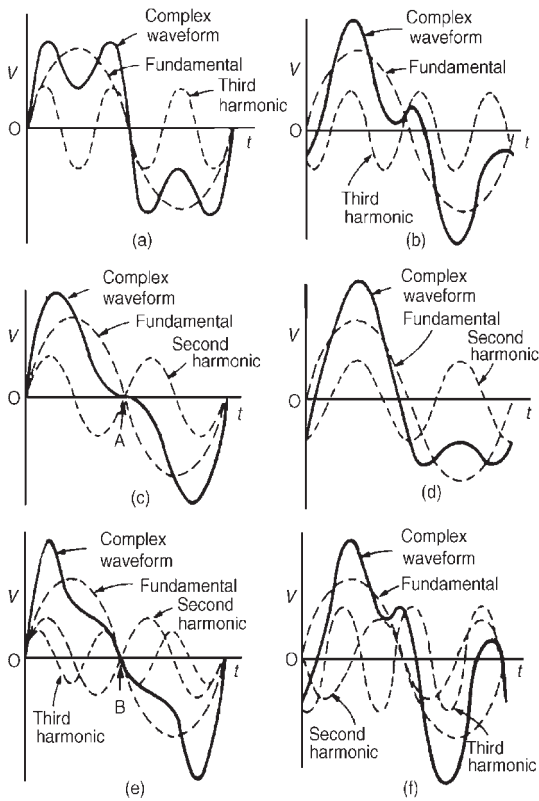 Complex
waveform
Fundamental
Third
harmonic
V
O
t
(a)
Complex
waveform
Fundamental
V
O
t
Third
harmonic
(b)
Complex
waveform
Fundamental
Second
harmonic
V
O
A
t
(c)
Complex
waveform
Fundamental
Second
harmonic
V
O
t
(d)
Complex
waveform
Fundamental
Second
harmonic
V
O
t
B
Third
harmonic
(e)
Complex
waveform
Fundamental
V
O
t
Second
harmonic
Third
harmonic
(f)